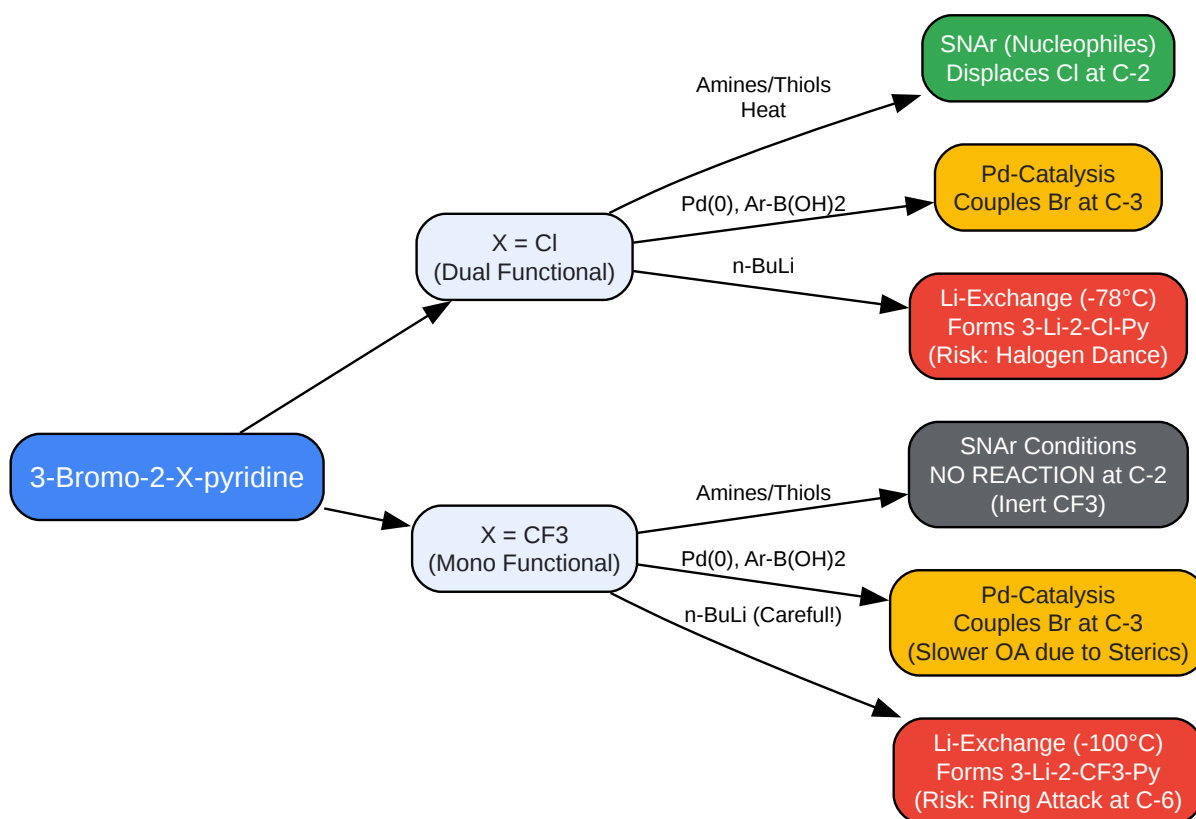 SNAr (Nucleophiles)
Displaces Cl at C-2
Amines/Thiols
Heat
Pd-Catalysis
Couples Br at C-3
Pd(0), Ar-B(OH)2
X = Cl
(Dual Functional)
n-BuLi
Li-Exchange (-78°C)
Forms 3-Li-2-Cl-Py
(Risk: Halogen Dance)
3-Bromo-2-X-pyridine
SNAr Conditions
NO REACTION at C-2
(Inert CF3)
Amines/Thiols
X = CF3
(Mono Functional)
Pd(0), Ar-B(OH)2
Pd-Catalysis
Couples Br at C-3
(Slower OA due to Sterics)
n-BuLi (Careful!)
Li-Exchange (-100°C)
Forms 3-Li-2-CF3-Py
(Risk: Ring Attack at C-6)